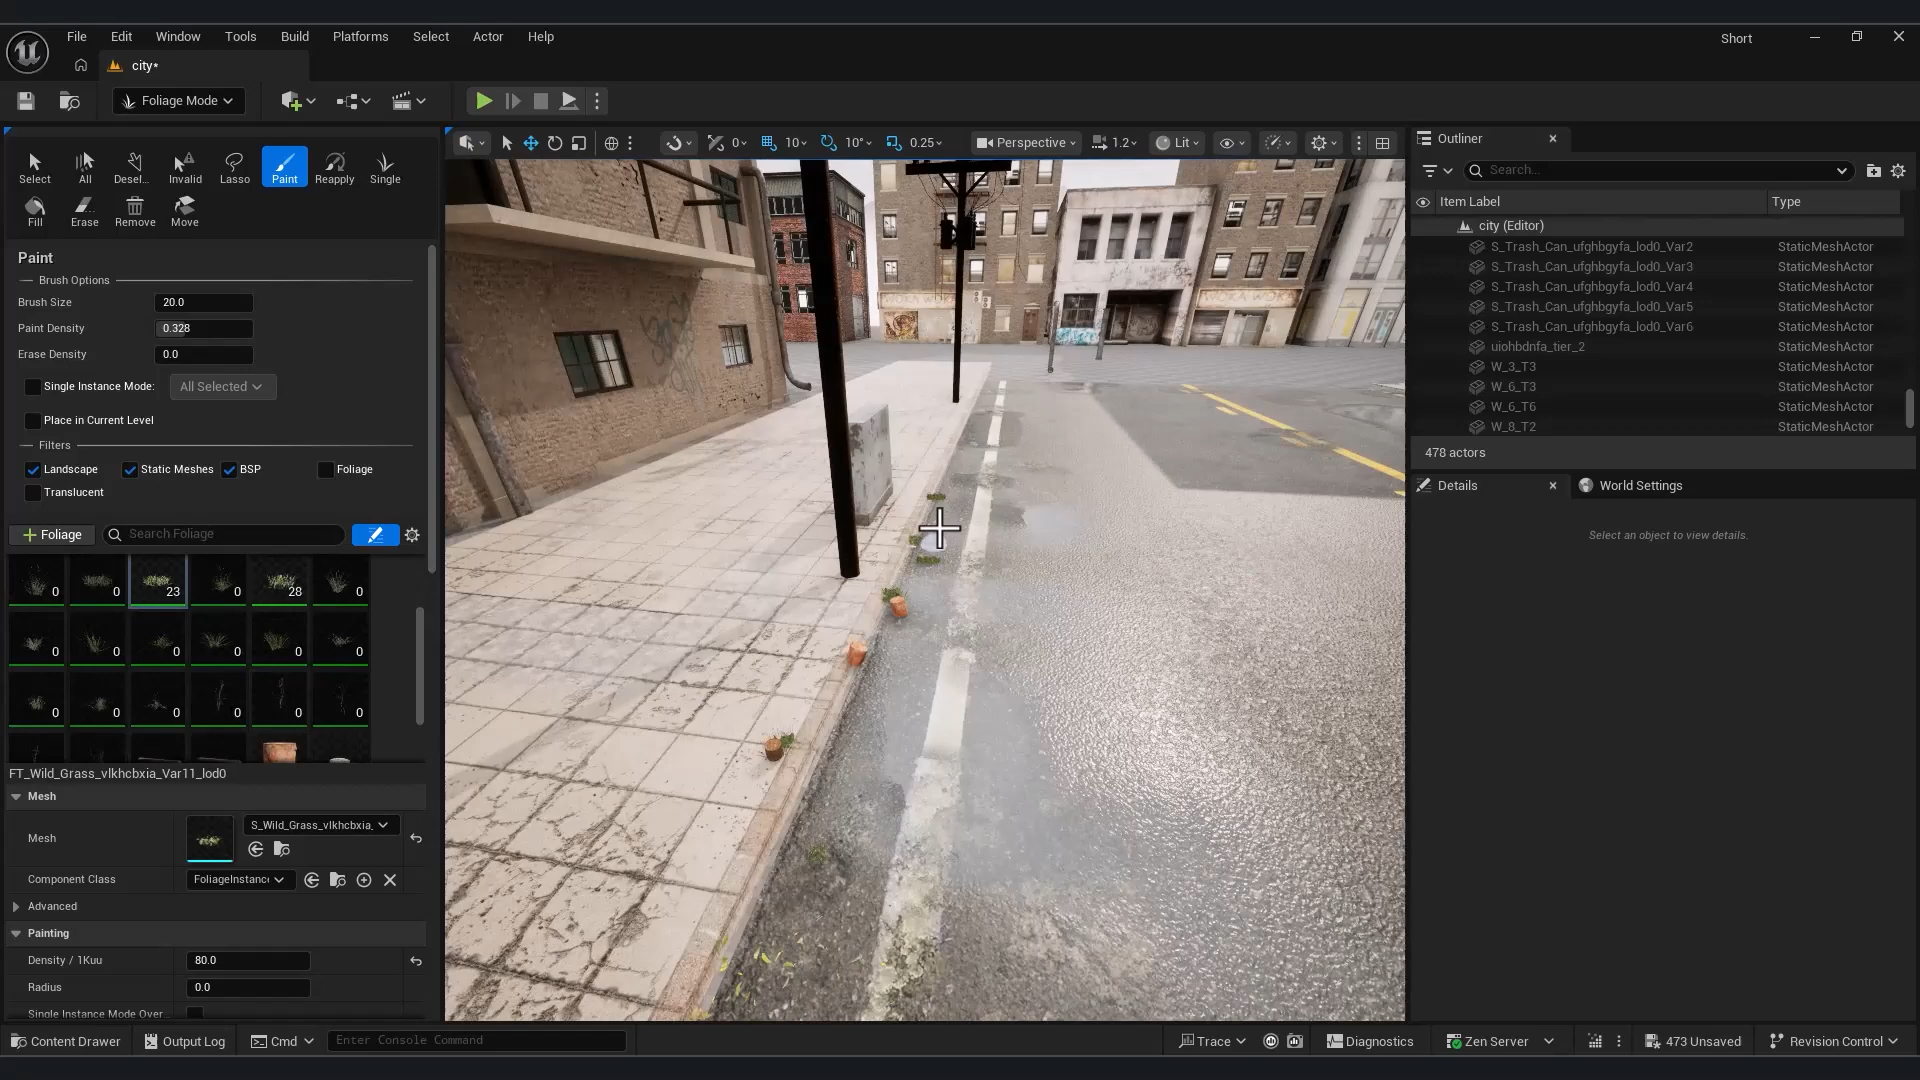 File Edit Window Tools Build Platforms Select Actor Help
Short
city*
Foliage Mode
Select All Desel... Invalid Lasso Paint Reapply Single
Fill Erase Remove Move
Paint
Brush Options
Brush Size 20.0
Paint Density 0.328
Erase Density 0.0
Single Instance Mode: All Selected
Place in Current Level
Filters
Landscape Static Meshes BSP Foliage
Translucent
Foliage Search Foliage
0 0 23 0 28 0
0 0 0 0 0 0
0 0 0 0 0 0
FT_Wild_Grass_vlkhcbxia_Var11_lod0
Mesh
Mesh S_Wild_Grass_vlkhcbxia_
Component Class FoliageInstanc
Advanced
Painting
Density / 1Kuu 80.0
Radius 0.0
Single Instance Mode Over...
0 10 10° 0.25 Perspective 1.2 Lit
Outliner
Search...
Item Label Type
city (Editor)
S_Trash_Can_ufghbgyfa_lod0_Var2 StaticMeshActor
S_Trash_Can_ufghbgyfa_lod0_Var3 StaticMeshActor
S_Trash_Can_ufghbgyfa_lod0_Var4 StaticMeshActor
S_Trash_Can_ufghbgyfa_lod0_Var5 StaticMeshActor
S_Trash_Can_ufghbgyfa_lod0_Var6 StaticMeshActor
uiohbdnfa_tier_2 StaticMeshActor
W_3_T3 StaticMeshActor
W_6_T3 StaticMeshActor
W_6_T6 StaticMeshActor
W_8_T2 StaticMeshActor
478 actors
Details World Settings
Select an object to view details.
Content Drawer Output Log Cmd Enter Console Command
Trace Diagnostics Zen Server 473 Unsaved Revision Control